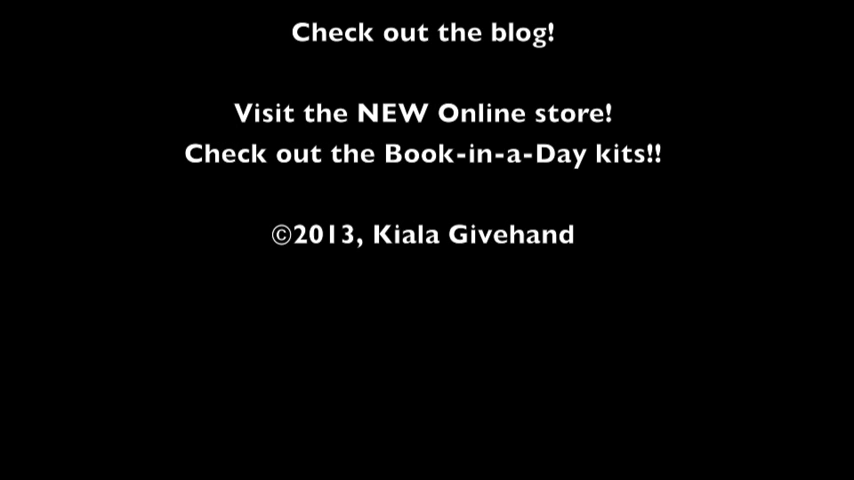 Check out the blog!
Visit the NEW Online store!
Check out the Book-in-a-Day kits!!
©2013, Kiala Givehand